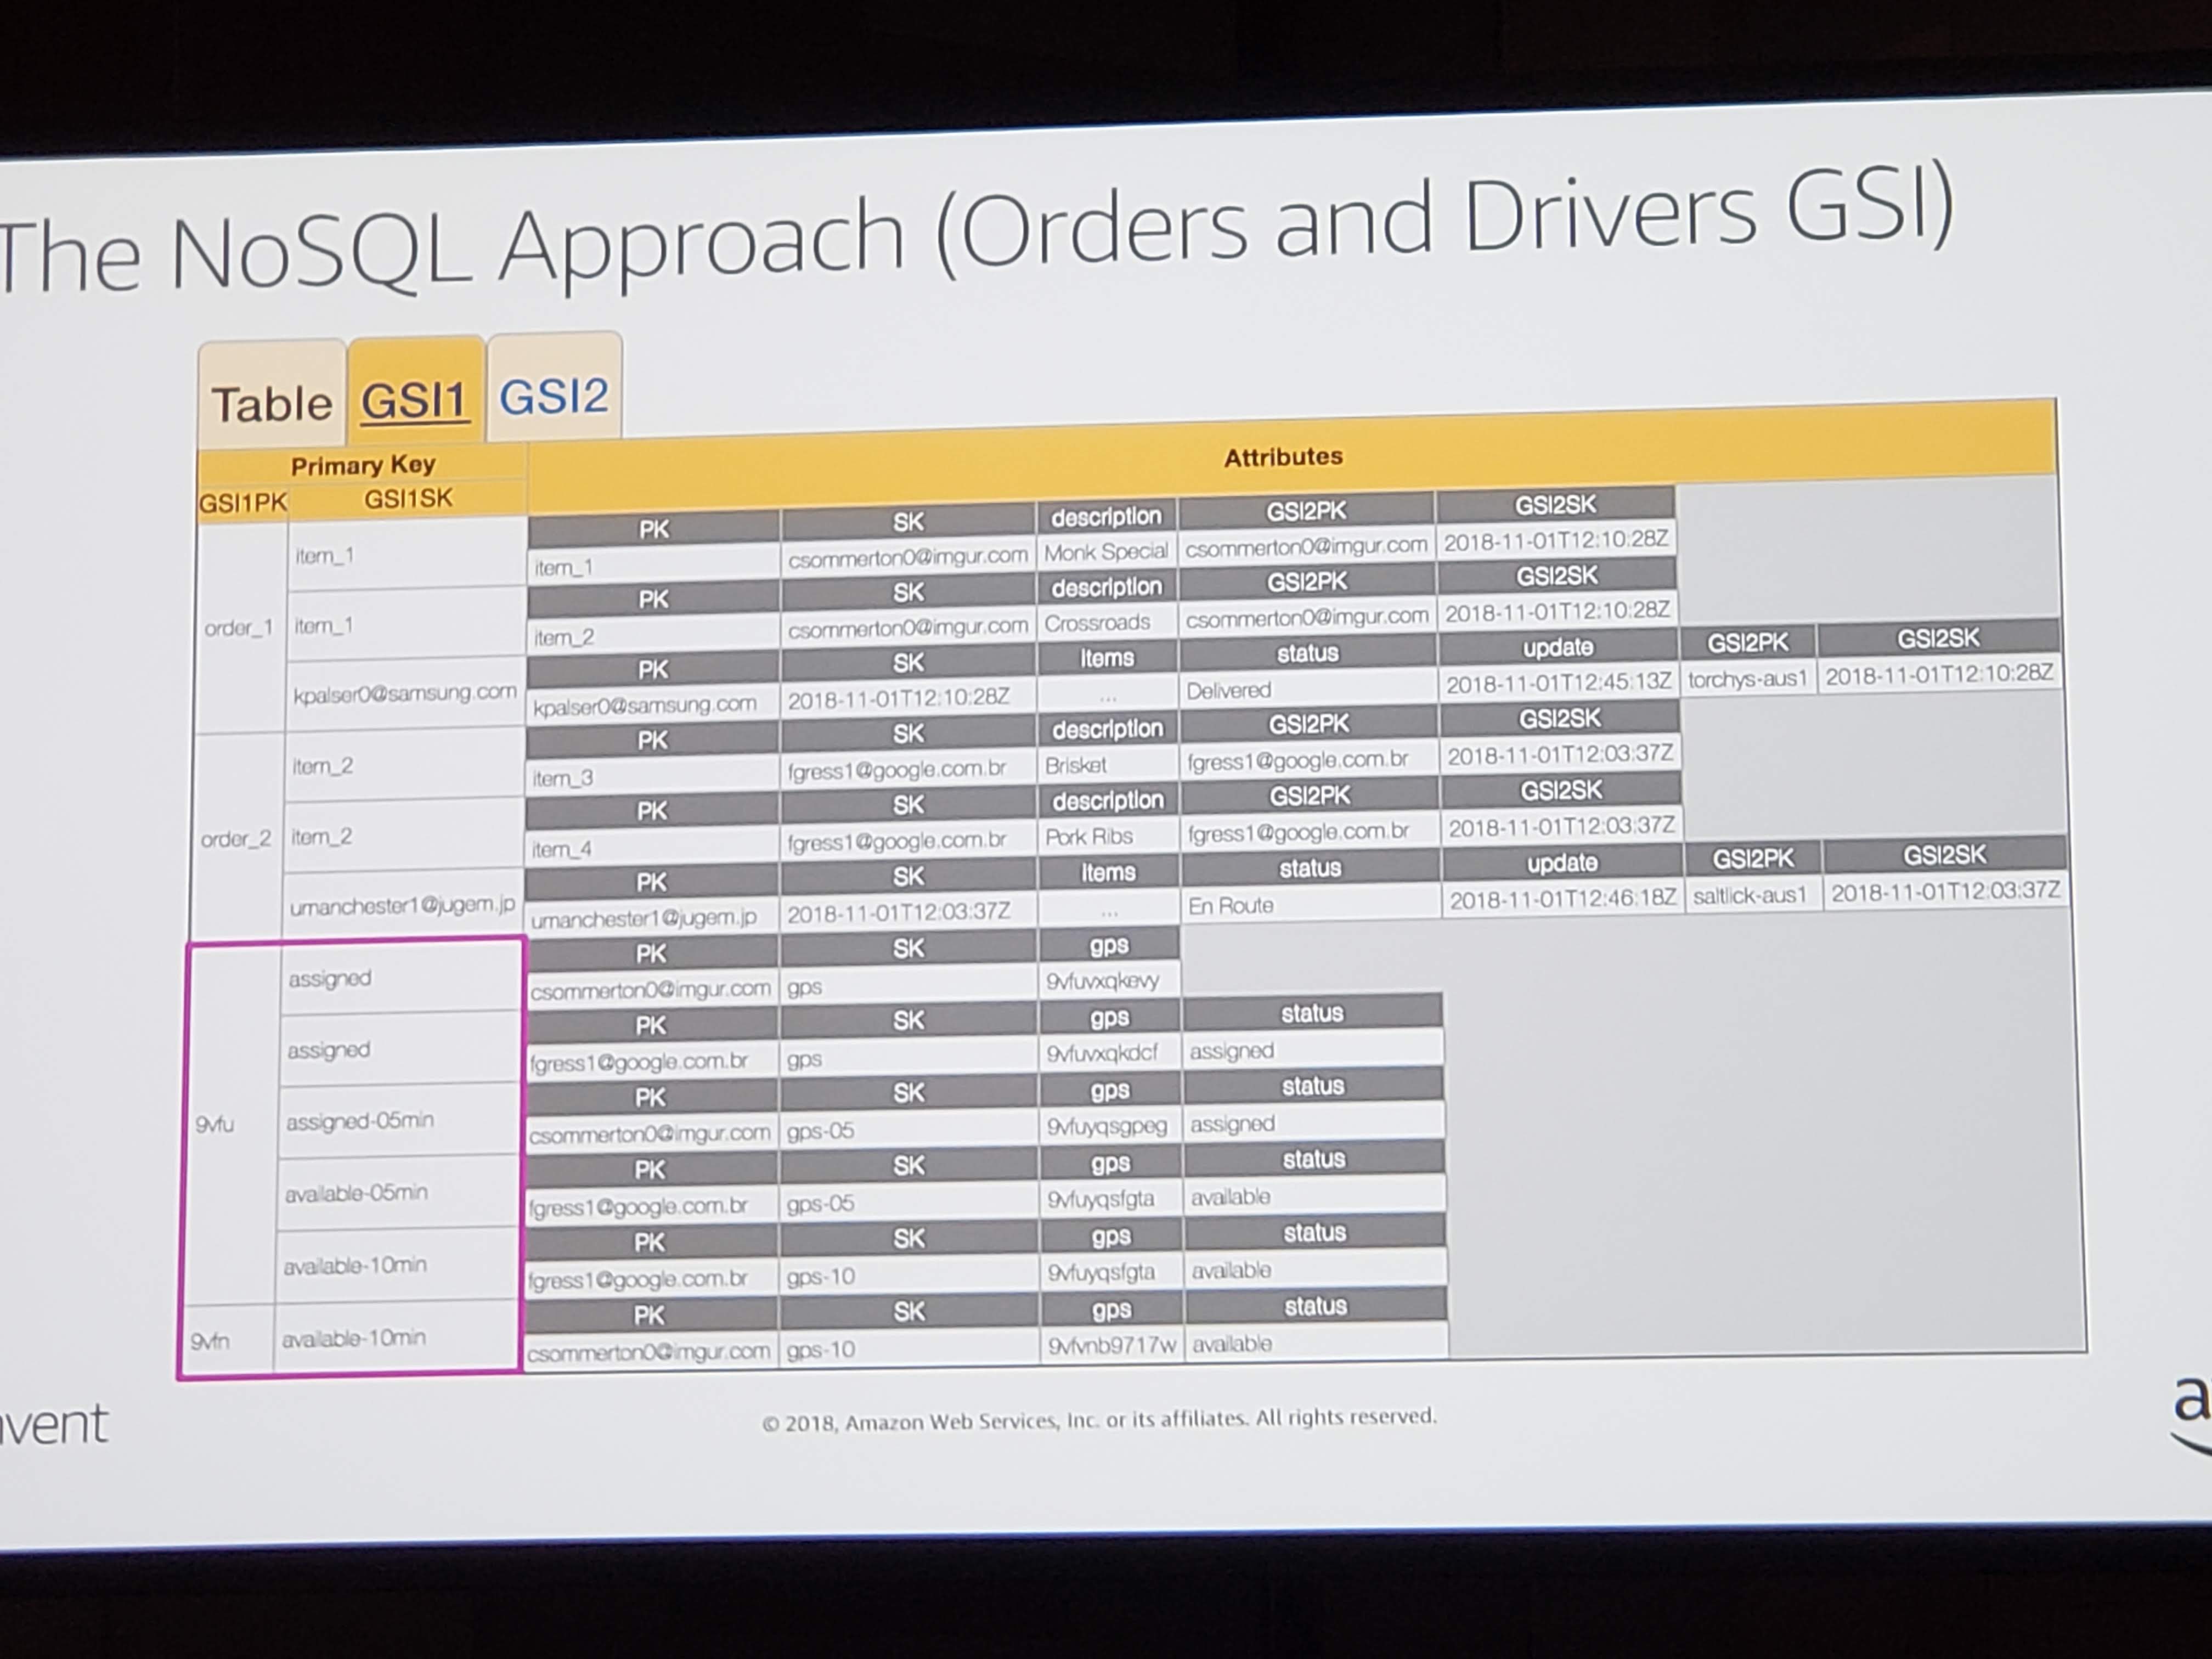 The NoSQL Approach (Orders and Drivers GSI)
Table GSI1 GSI2
Primary Key Attributes
GSI1PK GSI1SK
PK SK description GSI2PK GSI2SK
item_1 item_1 csommerton0@imgur.com Monk Special csommerton0@imgur.com 2018-11-01T12:10:28Z
PK SK description GSI2PK GSI2SK
order_1 item_1 item_2 csommerton0@imgur.com Crossroads csommerton0@imgur.com 2018-11-01T12:10:28Z
PK SK Items status update GSI2PK GSI2SK
kpalser0@samsung.com kpalser0@samsung.com 2018-11-01T12:10:28Z ... Delivered 2018-11-01T12:45:13Z torchys-aus1 2018-11-01T12:10:28Z
PK SK description GSI2PK GSI2SK
item_2 item_3 fgress1@google.com.br Brisket fgress1@google.com.br 2018-11-01T12:03:37Z
PK SK description GSI2PK GSI2SK
order_2 item_2 item_4 fgress1@google.com.br Pork Ribs fgress1@google.com.br 2018-11-01T12:03:37Z
PK SK Items status update GSI2PK GSI2SK
umanchester1@jugem.jp umanchester1@jugem.jp 2018-11-01T12:03:37Z ... En Route 2018-11-01T12:46:18Z saltlick-aus1 2018-11-01T12:03:37Z
PK SK gps
assigned csommerton0@imgur.com gps 9vfuvxqkevy
PK SK gps status
assigned fgress1@google.com.br gps 9vfuvxqkdcf assigned
PK SK gps status
9vfu assigned-05min csommerton0@imgur.com gps-05 9vfuyqsgpeg assigned
PK SK gps status
available-05min fgress1@google.com.br gps-05 9vfuyqsfgta available
PK SK gps status
available-10min fgress1@google.com.br gps-10 9vfuyqsfgta available
PK SK gps status
9vfn available-10min csommerton0@imgur.com gps-10 9vfvnb9717w available
vent © 2018, Amazon Web Services, Inc. or its affiliates. All rights reserved. a